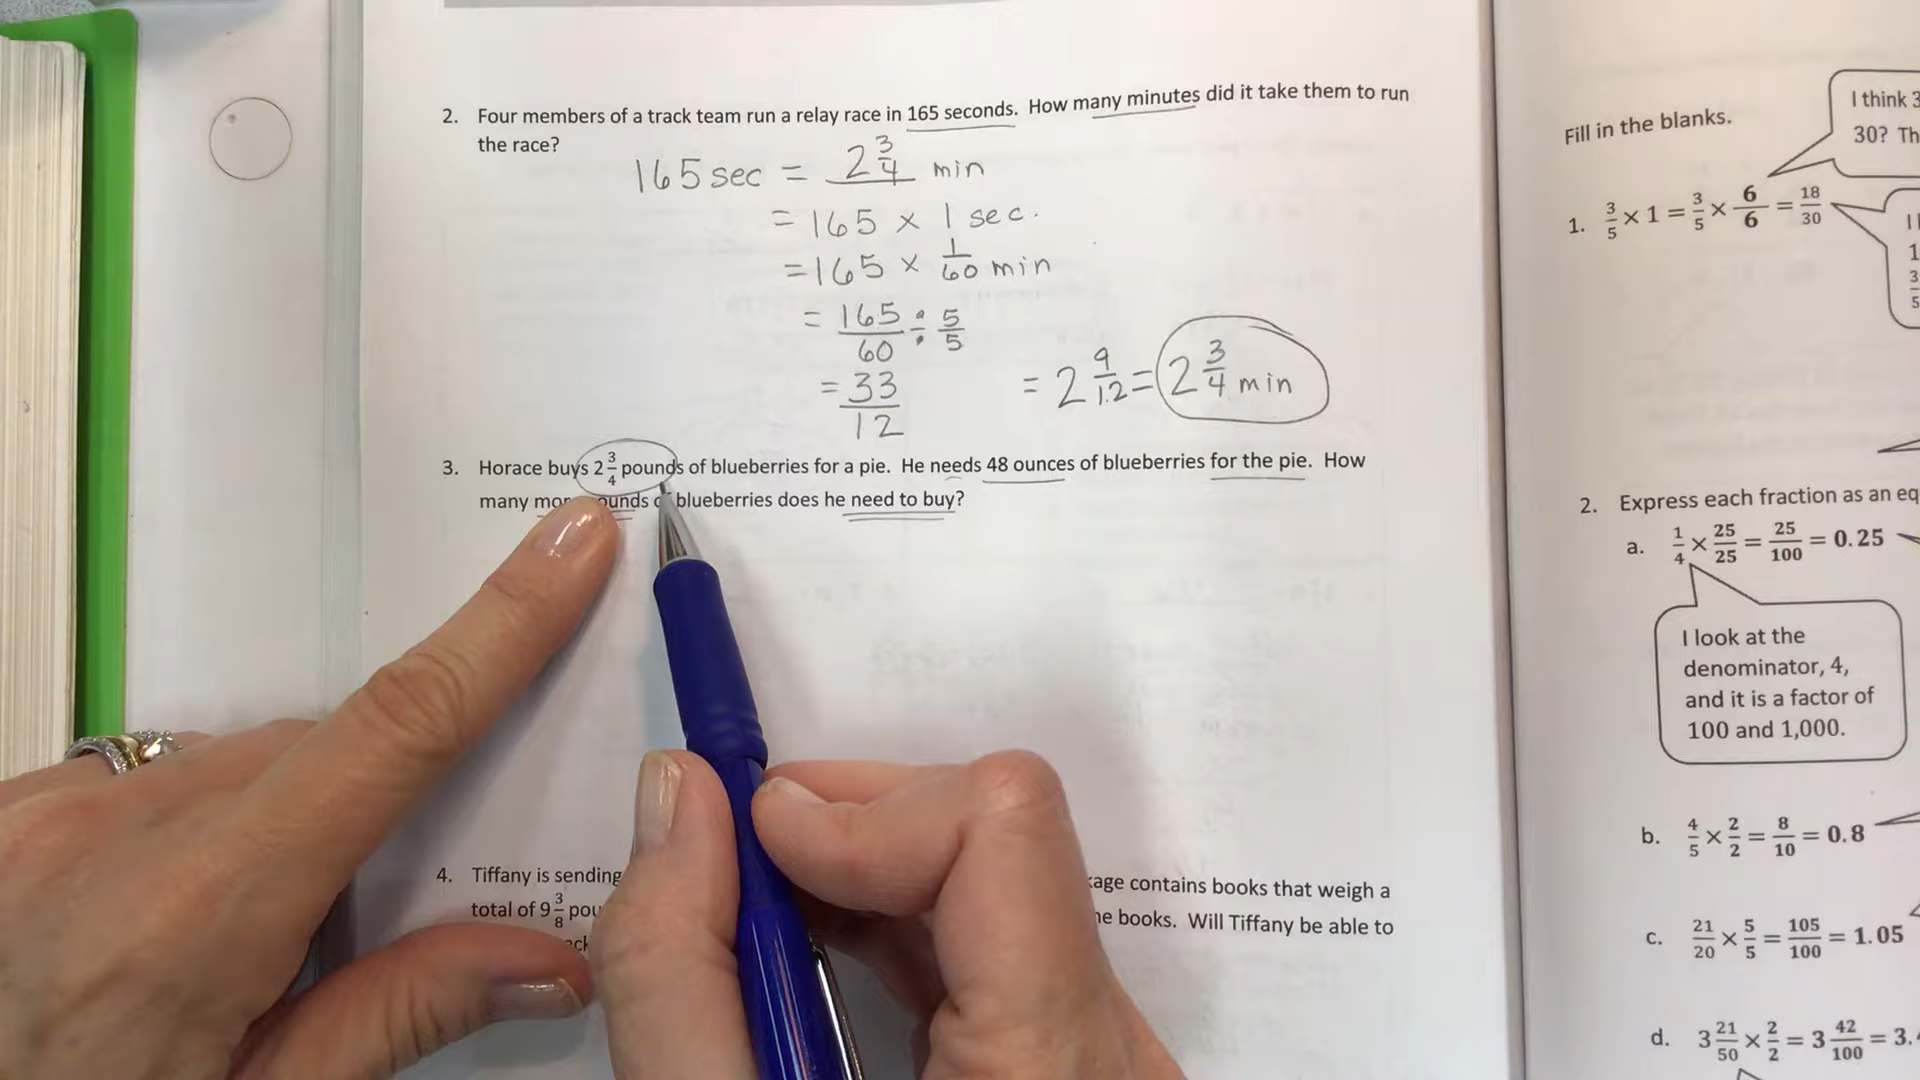 2. Four members of a track team run a relay race in 165 seconds. How many minutes did it take them to run
the race?
165 sec = 2 3/4 min
= 165 × 1 sec.
= 165 × 1/60 min
= 165/60 ÷ 5/5
= 33/12 = 2 9/12 = 2 3/4 min
3. Horace buys 2 3/4 pounds of blueberries for a pie. He needs 48 ounces of blueberries for the pie. How
many blueberries does he need to buy?
4. Tiffany is sending contains books that weigh a
total of 9 3/8 books. Will Tiffany be able to
Fill in the blanks.
I think 3
30? Th
1. 3/5 × 1 = 3/5 × 6/6 = 18/30
2. Express each fraction as an eq
a. 1/4 × 25/25 = 25/100 = 0.25
I look at the
denominator, 4,
and it is a factor of
100 and 1,000.
b. 4/5 × 2/2 = 8/10 = 0.8
c. 21/20 × 5/5 = 105/100 = 1.05
d. 3 21/50 × 2/2 = 3 42/100 = 3.